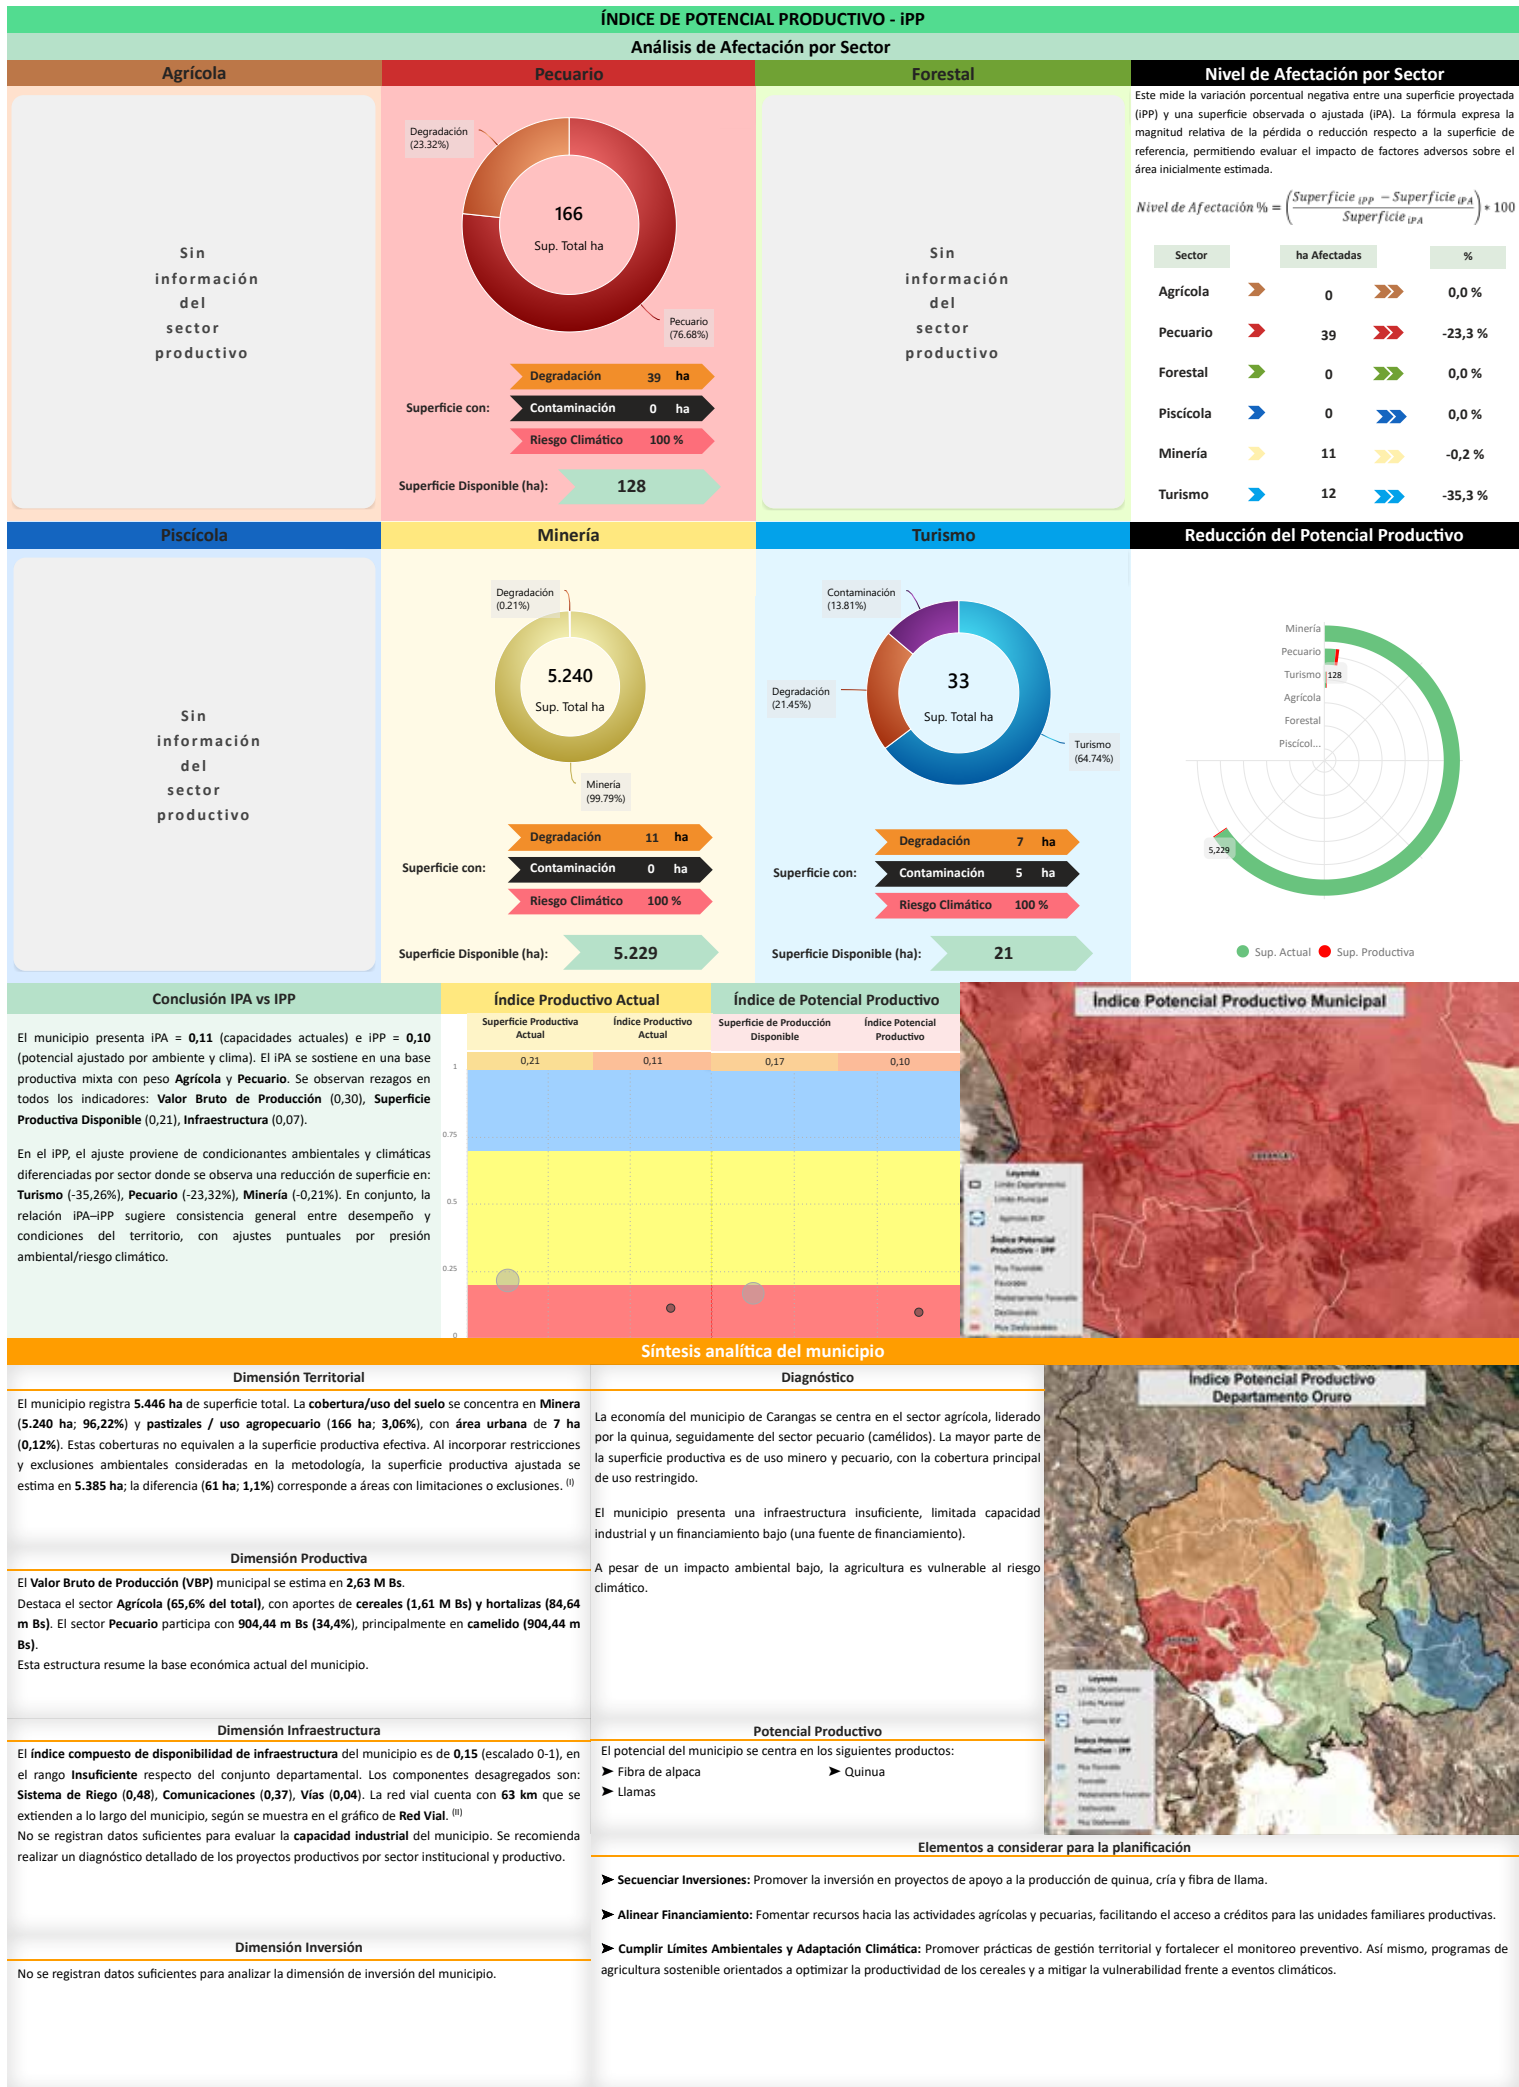 ÍNDICE DE POTENCIAL PRODUCTIVO - iPP
Análisis de Afectación por Sector
Agrícola
Sin
información
del
sector
productivo
Pecuario
Degradación
(23.32%)
166
Sup. Total ha
Pecuario
(76.68%)
Superficie con:
Degradación 39 ha
Contaminación 0 ha
Riesgo Climático 100 %
Superficie Disponible (ha): 128
Forestal
Sin
información
del
sector
productivo
Nivel de Afectación por Sector
Este mide la variación porcentual negativa entre una superficie proyectada
(iPP) y una superficie observada o ajustada (iPA). La fórmula expresa la
magnitud relativa de la pérdida o reducción respecto a la superficie de
referencia, permitiendo evaluar el impacto de factores adversos sobre el
área inicialmente estimada.
Nivel de Afectación % = (Superficie iPP − Superficie iPA / Superficie iPA) * 100
Sector ha Afectadas %
Agrícola 0 0,0 %
Pecuario 39 -23,3 %
Forestal 0 0,0 %
Piscícola 0 0,0 %
Minería 11 -0,2 %
Turismo 12 -35,3 %
Piscícola
Sin
información
del
sector
productivo
Minería
Degradación
(0.21%)
5.240
Sup. Total ha
Minería
(99.79%)
Superficie con:
Degradación 11 ha
Contaminación 0 ha
Riesgo Climático 100 %
Superficie Disponible (ha): 5.229
Turismo
Contaminación
(13.81%)
Degradación
(21.45%)
33
Sup. Total ha
Turismo
(64.74%)
Superficie con:
Degradación 7 ha
Contaminación 5 ha
Riesgo Climático 100 %
Superficie Disponible (ha): 21
Reducción del Potencial Productivo
Minería
Pecuario
Turismo
Agrícola
Forestal
Piscícol...
128
5,229
Sup. Actual Sup. Productiva
Conclusión IPA vs IPP
El municipio presenta iPA = 0,11 (capacidades actuales) e iPP = 0,10
(potencial ajustado por ambiente y clima). El iPA se sostiene en una base
productiva mixta con peso Agrícola y Pecuario. Se observan rezagos en
todos los indicadores: Valor Bruto de Producción (0,30), Superficie
Productiva Disponible (0,21), Infraestructura (0,07).
En el iPP, el ajuste proviene de condicionantes ambientales y climáticas
diferenciadas por sector donde se observa una reducción de superficie en:
Turismo (-35,26%), Pecuario (-23,32%), Minería (-0,21%). En conjunto, la
relación iPA–iPP sugiere consistencia general entre desempeño y
condiciones del territorio, con ajustes puntuales por presión
ambiental/riesgo climático.
Índice Productivo Actual
Índice de Potencial Productivo
Superficie Productiva
Actual
Índice Productivo
Actual
Superficie de Producción
Disponible
Índice Potencial
Productivo
0,21 0,11 0,17 0,10
1
0.75
0.5
0.25
0
Índice Potencial Productivo Municipal
CARANGAS
Leyenda
Límite Departamento
Límite Municipal
Agencias BDP
Índice Potencial
Productivo - IPP
Muy Favorable
Favorable
Moderamente Favorable
Desfavorable
Muy Desfavorable
Síntesis analítica del municipio
Dimensión Territorial
El municipio registra 5.446 ha de superficie total. La cobertura/uso del suelo se concentra en Minera
(5.240 ha; 96,22%) y pastizales / uso agropecuario (166 ha; 3,06%), con área urbana de 7 ha
(0,12%). Estas coberturas no equivalen a la superficie productiva efectiva. Al incorporar restricciones
y exclusiones ambientales consideradas en la metodología, la superficie productiva ajustada se
estima en 5.385 ha; la diferencia (61 ha; 1,1%) corresponde a áreas con limitaciones o exclusiones. (I)
Dimensión Productiva
El Valor Bruto de Producción (VBP) municipal se estima en 2,63 M Bs.
Destaca el sector Agrícola (65,6% del total), con aportes de cereales (1,61 M Bs) y hortalizas (84,64
m Bs). El sector Pecuario participa con 904,44 m Bs (34,4%), principalmente en camelido (904,44 m
Bs).
Esta estructura resume la base económica actual del municipio.
Dimensión Infraestructura
El índice compuesto de disponibilidad de infraestructura del municipio es de 0,15 (escalado 0-1), en
el rango Insuficiente respecto del conjunto departamental. Los componentes desagregados son:
Sistema de Riego (0,48), Comunicaciones (0,37), Vías (0,04). La red vial cuenta con 63 km que se
extienden a lo largo del municipio, según se muestra en el gráfico de Red Vial. (II)
No se registran datos suficientes para evaluar la capacidad industrial del municipio. Se recomienda
realizar un diagnóstico detallado de los proyectos productivos por sector institucional y productivo.
Dimensión Inversión
No se registran datos suficientes para analizar la dimensión de inversión del municipio.
Diagnóstico
La economía del municipio de Carangas se centra en el sector agrícola, liderado
por la quinua, seguidamente del sector pecuario (camélidos). La mayor parte de
la superficie productiva es de uso minero y pecuario, con la cobertura principal
de uso restringido.
El municipio presenta una infraestructura insuficiente, limitada capacidad
industrial y un financiamiento bajo (una fuente de financiamiento).
A pesar de un impacto ambiental bajo, la agricultura es vulnerable al riesgo
climático.
Potencial Productivo
El potencial del municipio se centra en los siguientes productos:
➤ Fibra de alpaca ➤ Quinua
➤ Llamas
Índice Potencial Productivo
Departamento Oruro
Leyenda
Límite Departamento
Límite Municipal
Agencias BDP
Índice Potencial
Productivo - IPP
Muy Favorable
Favorable
Moderamente Favorable
Desfavorable
Muy Desfavorable
Elementos a considerar para la planificación
➤ Secuenciar Inversiones: Promover la inversión en proyectos de apoyo a la producción de quinua, cría y fibra de llama.
➤ Alinear Financiamiento: Fomentar recursos hacia las actividades agrícolas y pecuarias, facilitando el acceso a créditos para las unidades familiares productivas.
➤ Cumplir Límites Ambientales y Adaptación Climática: Promover prácticas de gestión territorial y fortalecer el monitoreo preventivo. Así mismo, programas de
agricultura sostenible orientados a optimizar la productividad de los cereales y a mitigar la vulnerabilidad frente a eventos climáticos.